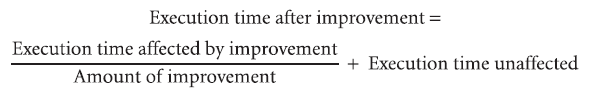 Execution time after improvement =
Execution time affected by improvement
Amount of improvement
+ Execution time unaffected